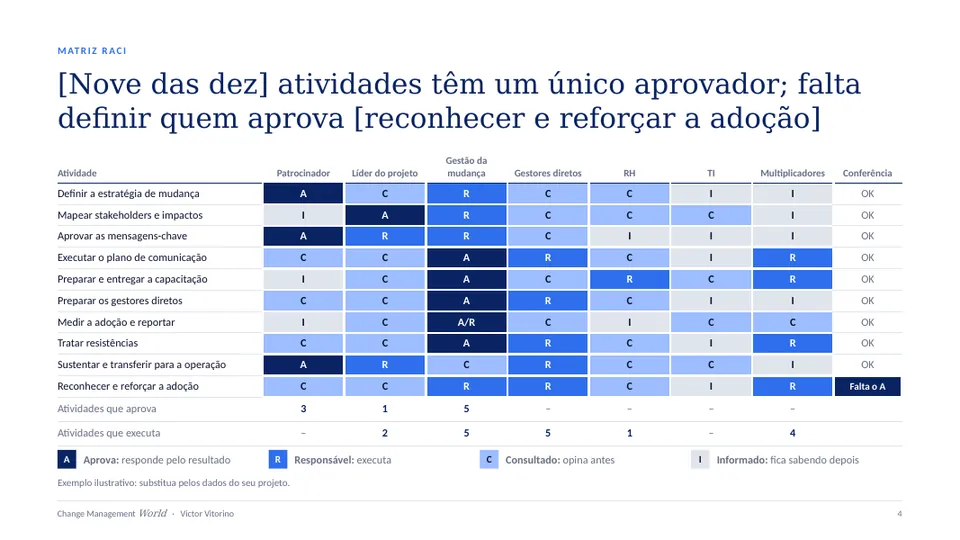 MATRIZ RACI
[Nove das dez] atividades têm um único aprovador; falta
definir quem aprova [reconhecer e reforçar a adoção]
Atividade Patrocinador Líder do projeto Gestão da mudança Gestores diretos RH TI Multiplicadores Conferência
Definir a estratégia de mudança A C R C C I I OK
Mapear stakeholders e impactos I A R C C C I OK
Aprovar as mensagens-chave A R R C I I I OK
Executar o plano de comunicação C C A R C I R OK
Preparar e entregar a capacitação I C A C R C R OK
Preparar os gestores diretos C C A R C I I OK
Medir a adoção e reportar I C A/R C I C C OK
Tratar resistências C C A R C I R OK
Sustentar e transferir para a operação A R C R C C I OK
Reconhecer e reforçar a adoção C C R R C I R Falta o A
Atividades que aprova 3 1 5 – – – –
Atividades que executa – 2 5 5 1 – 4
A Aprova: responde pelo resultado R Responsável: executa C Consultado: opina antes I Informado: fica sabendo depois
Exemplo ilustrativo: substitua pelos dados do seu projeto.
Change Management World · Victor Vitorino 4